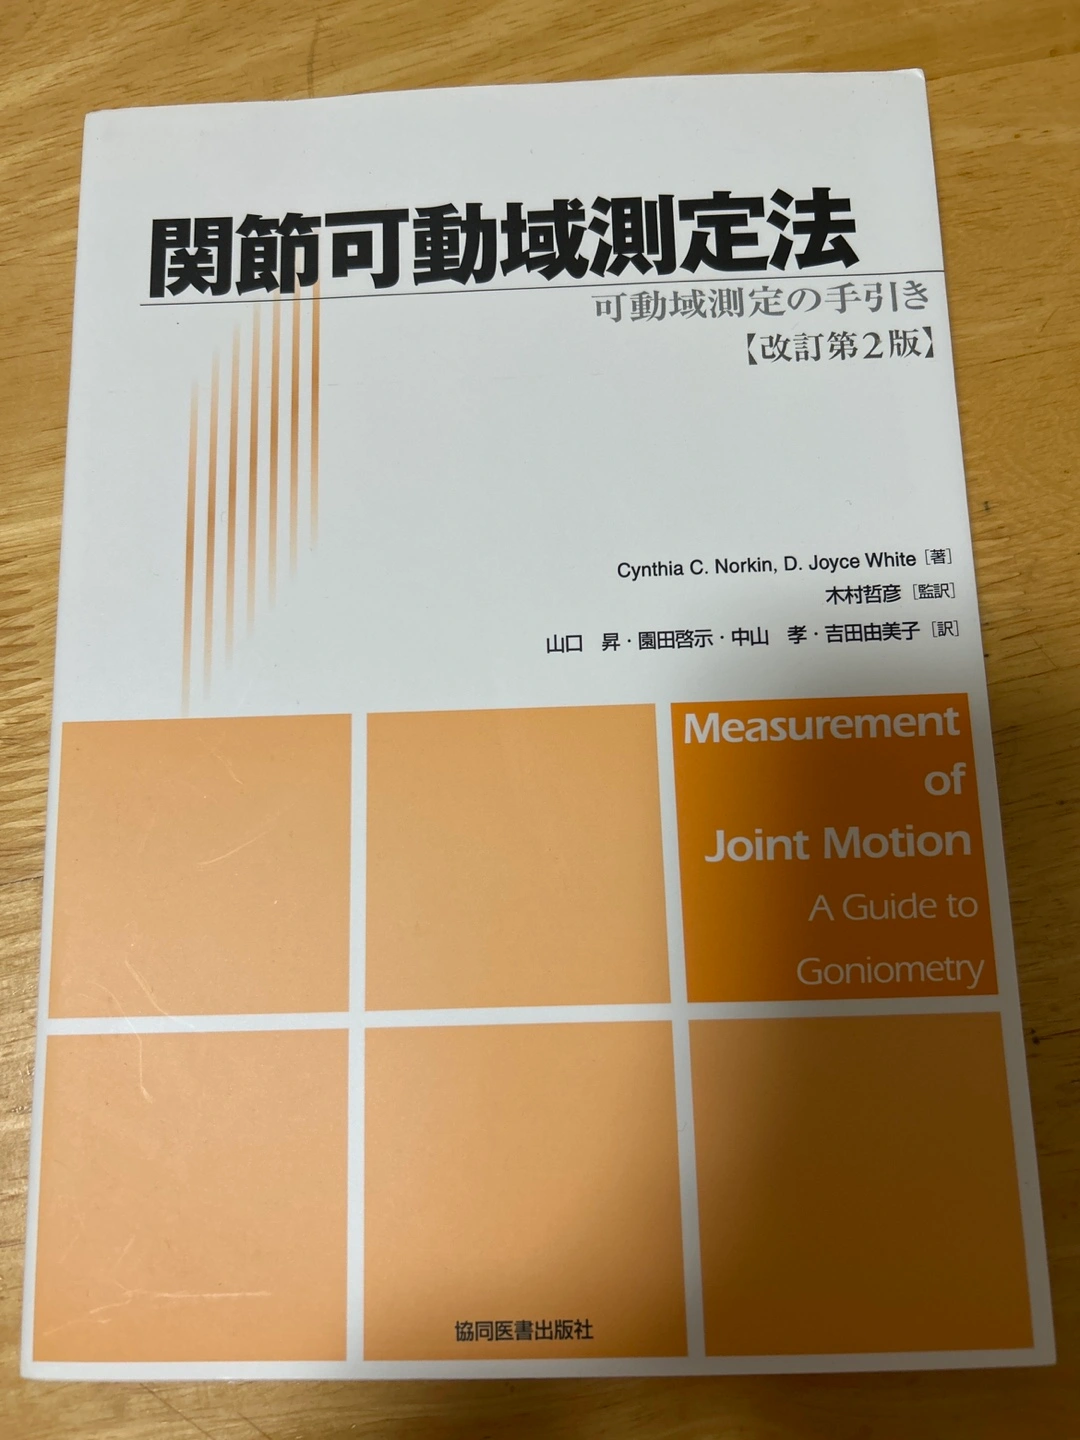 関節可動域測定法
可動域測定の手引き
【改訂第2版】
Cynthia C. Norkin, D. Joyce White［著］
木村哲彦［監訳］
山口　昇・園田啓示・中山　孝・吉田由美子［訳］
Measurement
of
Joint Motion
A Guide to
Goniometry
協同医書出版社